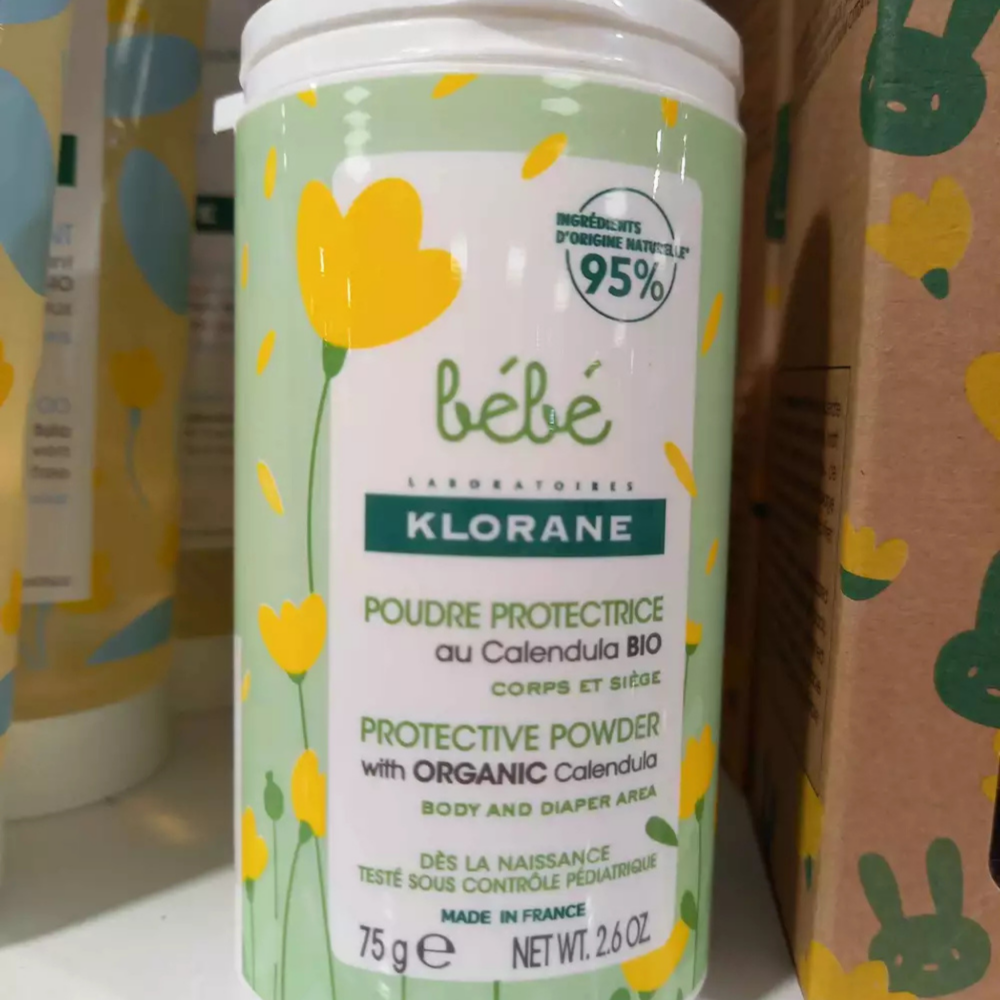 INGRÉDIENTS
D'ORIGINE NATURELLE*
95%
bébé
LABORATOIRES
KLORANE
POUDRE PROTECTRICE
au Calendula BIO
CORPS ET SIÈGE
PROTECTIVE POWDER
with ORGANIC Calendula
BODY AND DIAPER AREA
DÈS LA NAISSANCE
TESTÉ SOUS CONTRÔLE PÉDIATRIQUE
MADE IN FRANCE
75 g e NET WT. 2.6 OZ.